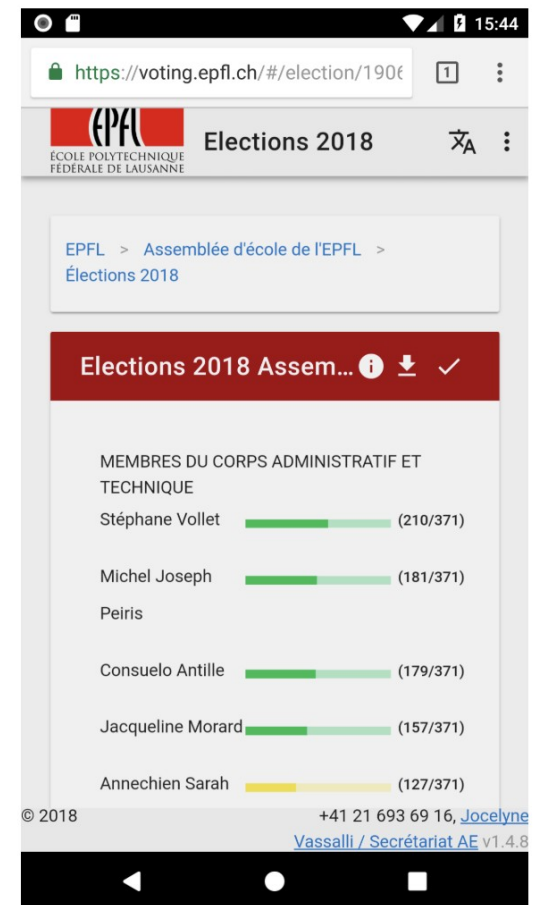 15:44
https://voting.epfl.ch/#/election/1906
1
EPFL
ÉCOLE POLYTECHNIQUE
FÉDÉRALE DE LAUSANNE
Elections 2018
EPFL > Assemblée d'école de l'EPFL >
Élections 2018
Elections 2018 Assem...
MEMBRES DU CORPS ADMINISTRATIF ET
TECHNIQUE
Stéphane Vollet (210/371)
Michel Joseph (181/371)
Peiris
Consuelo Antille (179/371)
Jacqueline Morard (157/371)
Annechien Sarah (127/371)
© 2018 +41 21 693 69 16, Jocelyne
Vassalli / Secrétariat AE v1.4.8